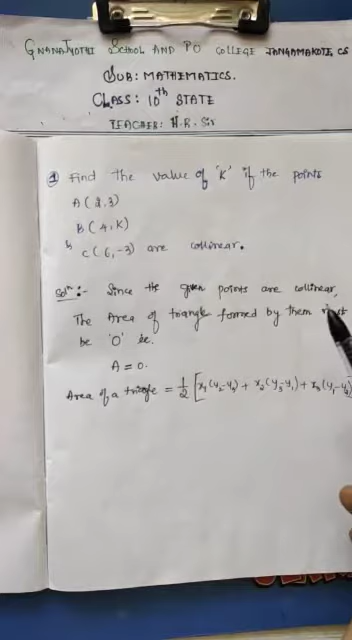 GNANAJYOTHI SCHOOL AND PU COLLEGE JANGAMAKOTE, CS
SUB: MATHEMATICS.
CLASS: 10th STATE
TEACHER: H.R. Sir
① Find the value of 'K' if the points
A(2,3)
B(4,K)
& C(6,-3) are collinear.
Soln:- Since the given points are collinear,
The Area of triangle formed by them must
be '0' ie.
A = 0.
Area of a triangle = 1/2 [x₁(y₂-y₃) + x₂(y₃-y₁) + x₃(y₁-y₂)